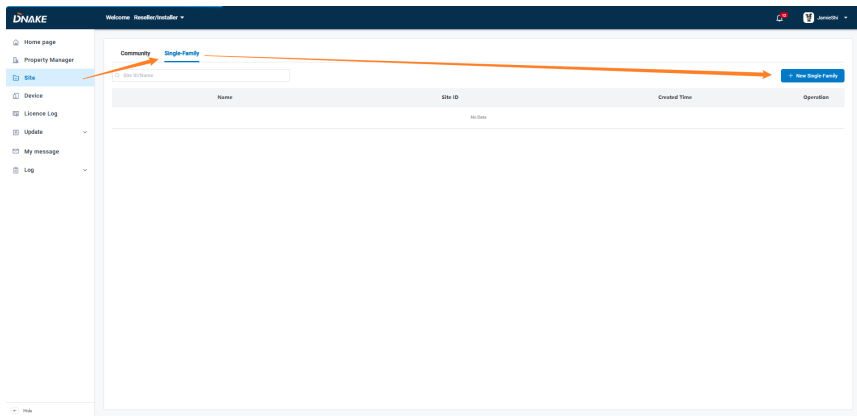 DNAKE
Welcome Reseller/Installer
JamieShi
Home page
Property Manager
Site
Device
Licence Log
Update
My message
Log
Community Single-Family
Site ID/Name
+ New Single-Family
Name Site ID Created Time Operation
No Data
Hide